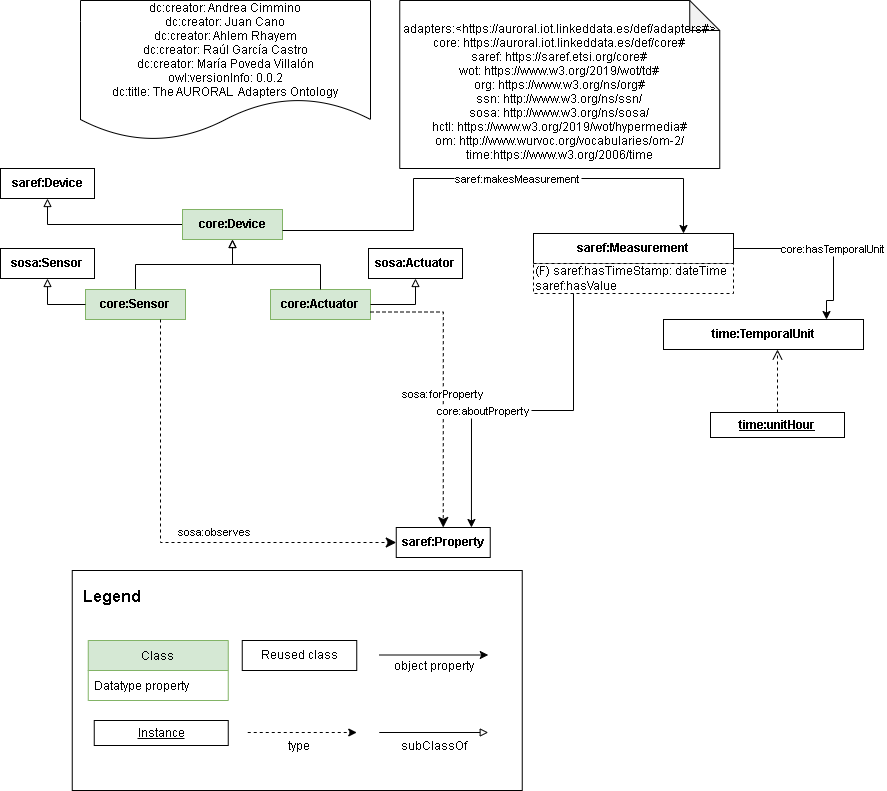 dc:creator: Andrea Cimmino
dc:creator: Juan Cano
dc:creator: Ahlem Rhayem
dc:creator: Raúl García Castro
dc:creator: María Poveda Villalón
owl:versionInfo: 0.0.2
dc:title: The AURORAL Adapters Ontology
adapters:<https://auroral.iot.linkeddata.es/def/adapters#>
core: https://auroral.iot.linkeddata.es/def/core#
saref: https://saref.etsi.org/core#
wot: https://www.w3.org/2019/wot/td#
org: https://www.w3.org/ns/org#
ssn: http://www.w3.org/ns/ssn/
sosa: http://www.w3.org/ns/sosa/
hctl: https://www.w3.org/2019/wot/hypermedia#
om: http://www.wurvoc.org/vocabularies/om-2/
time:https://www.w3.org/2006/time
saref:Device
saref:makesMeasurement
core:Device
saref:Measurement
core:hasTemporalUnit
sosa:Sensor
sosa:Actuator
(F) saref:hasTimeStamp: dateTime
saref:hasValue
core:Sensor
core:Actuator
time:TemporalUnit
sosa:forProperty
core:aboutProperty
time:unitHour
sosa:observes
saref:Property
Legend
Class
Reused class
object property
Datatype property
Instance
type
subClassOf